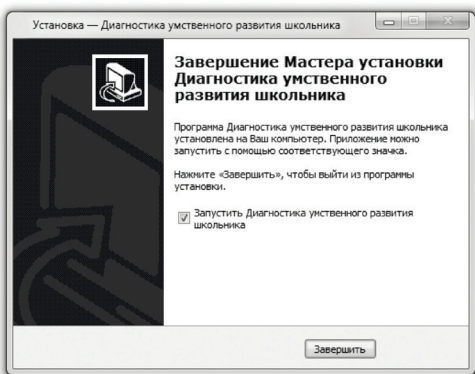 Установка — Диагностика умственного развития школьника
Завершение Мастера установки
Диагностика умственного
развития школьника
Программа Диагностика умственного развития школьника
установлена на Ваш компьютер. Приложение можно
запустить с помощью соответствующего значка.
Нажмите «Завершить», чтобы выйти из программы
установки.
Запустить Диагностика умственного развития
школьника
Завершить